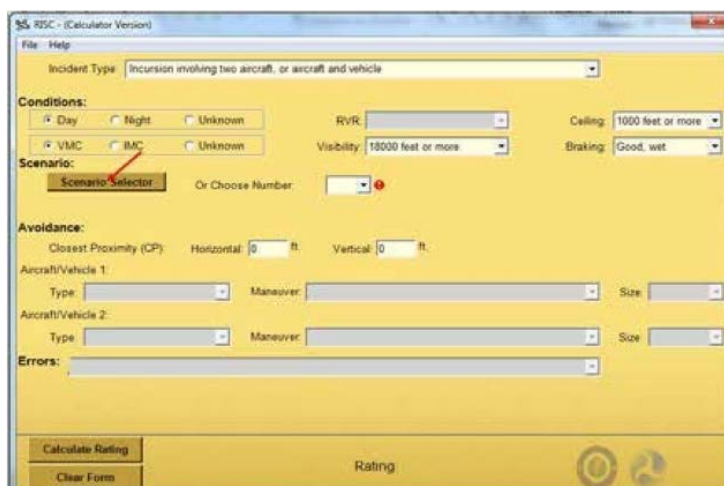 RISC - (Calculator Version)
File Help
Incident Type: Incursion involving two aircraft, or aircraft and vehicle
Conditions:
Day Night Unknown RVR: Ceiling: 1000 feet or more
VMC IMC Unknown Visibility: 18000 feet or more Braking: Good, wet
Scenario:
Scenario Selector Or Choose Number:
Avoidance:
Closest Proximity (CP): Horizontal: 0 ft. Vertical: 0 ft.
Aircraft/Vehicle 1:
Type: Maneuver: Size:
Aircraft/Vehicle 2:
Type Maneuver: Size
Errors:
Calculate Rating
Rating
Clear Form